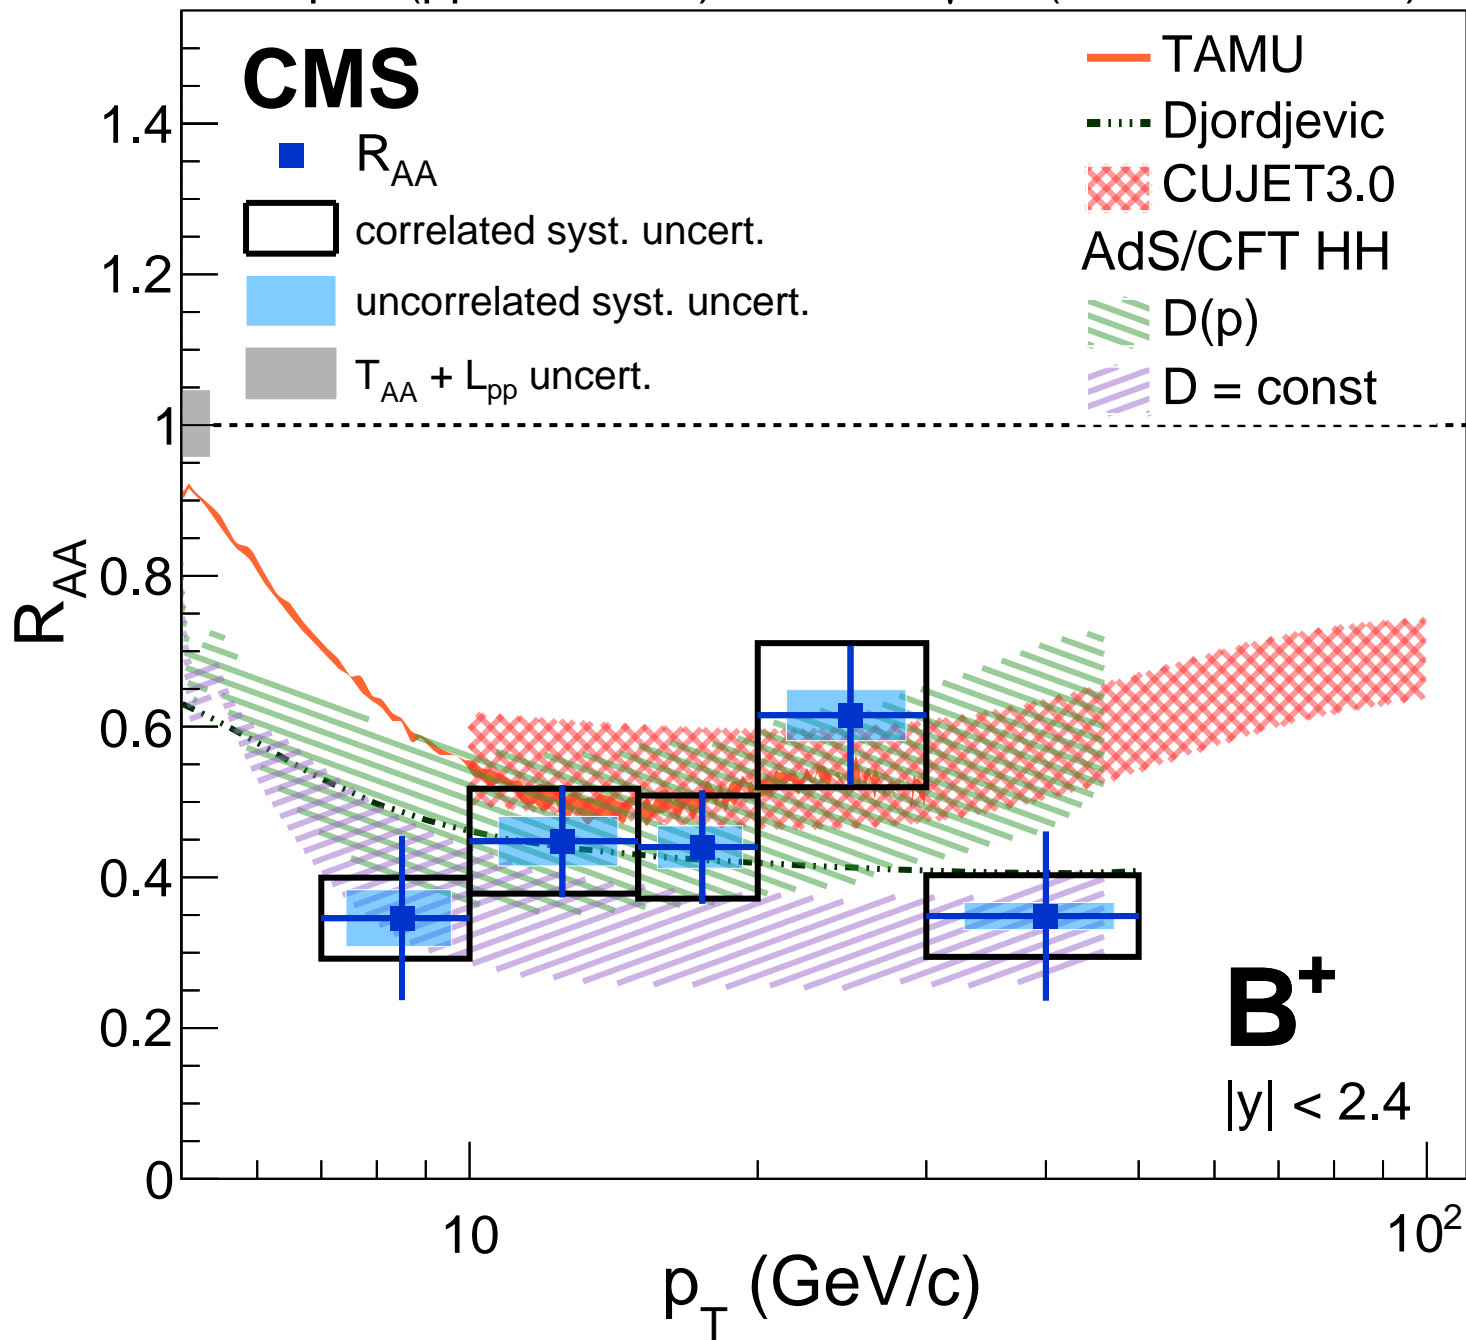 CMS
R_AA
correlated syst. uncert.
uncorrelated syst. uncert.
T_AA + L_pp uncert.
TAMU
Djordjevic
CUJET3.0
AdS/CFT HH
D(p)
D = const
1.4
1.2
1
0.8
0.6
0.4
0.2
0
R_AA
B⁺
|y| < 2.4
10
10²
p_T (GeV/c)